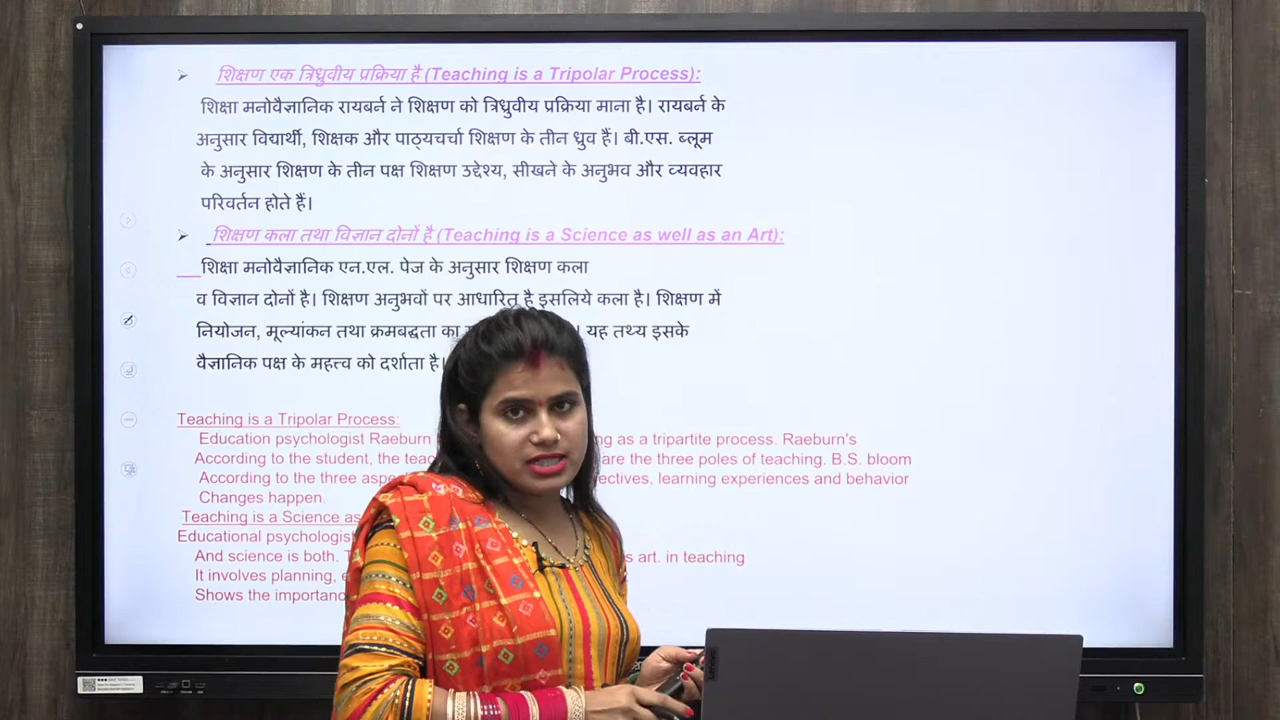 ➢ शिक्षण एक त्रिध्रुवीय प्रक्रिया है (Teaching is a Tripolar Process):
शिक्षा मनोवैज्ञानिक रायबर्न ने शिक्षण को त्रिध्रुवीय प्रक्रिया माना है। रायबर्न के
अनुसार विद्यार्थी, शिक्षक और पाठ्यचर्चा शिक्षण के तीन ध्रुव हैं। बी.एस. ब्लूम
के अनुसार शिक्षण के तीन पक्ष शिक्षण उद्देश्य, सीखने के अनुभव और व्यवहार
परिवर्तन होते हैं।
➢ शिक्षण कला तथा विज्ञान दोनों है (Teaching is a Science as well as an Art):
शिक्षा मनोवैज्ञानिक एन.एल. पेज के अनुसार शिक्षण कला
व विज्ञान दोनों है। शिक्षण अनुभवों पर आधारित है इसलिये कला है। शिक्षण में
नियोजन, मूल्यांकन तथा क्रमबद्धता का । यह तथ्य इसके
वैज्ञानिक पक्ष के महत्त्व को दर्शाता है।
Teaching is a Tripolar Process:
Education psychologist Raeburn as a tripartite process. Raeburn's
According to the student, the are the three poles of teaching. B.S. bloom
According to the three learning experiences and behavior
Changes happen.
Teaching is a Science as
Educational psychologist
And science is both. art. in teaching
It involves planning,
Shows the
Lenovo